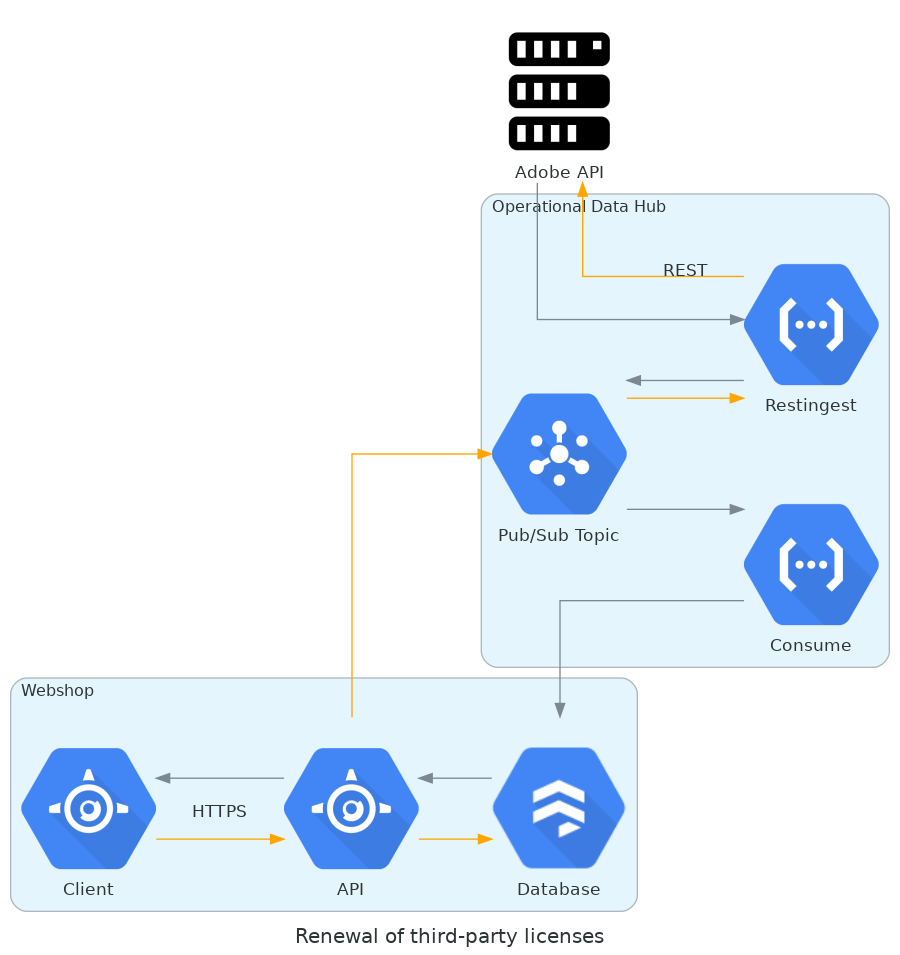 Adobe API
Operational Data Hub
REST
Restingest
Pub/Sub Topic
Consume
Webshop
HTTPS
Client
API
Database
Renewal of third-party licenses